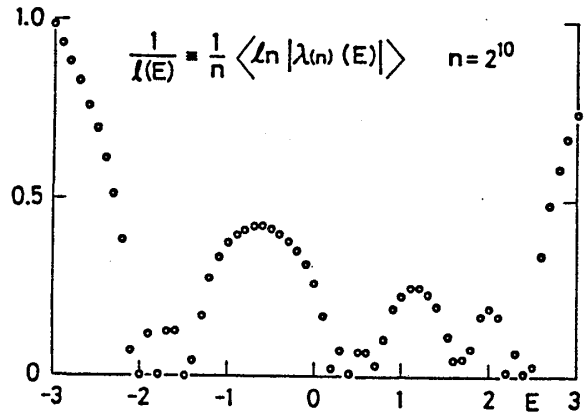 1.0
1/l(E) ≡ 1/n ⟨ln |λ(n) (E)|⟩ n = 2^10
0.5
0
-3 -2 -1 0 1 2 E 3